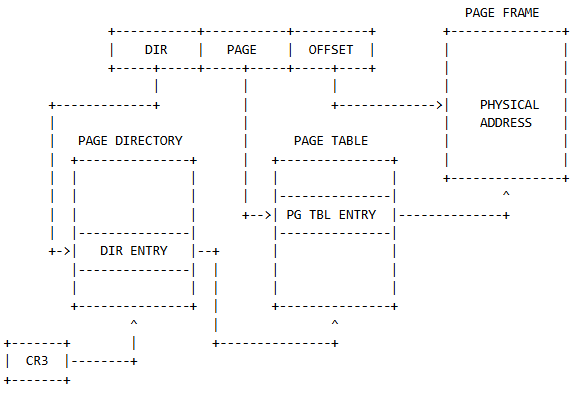 PAGE FRAME
DIR PAGE OFFSET
PHYSICAL
ADDRESS
PAGE DIRECTORY PAGE TABLE
PG TBL ENTRY
DIR ENTRY
CR3